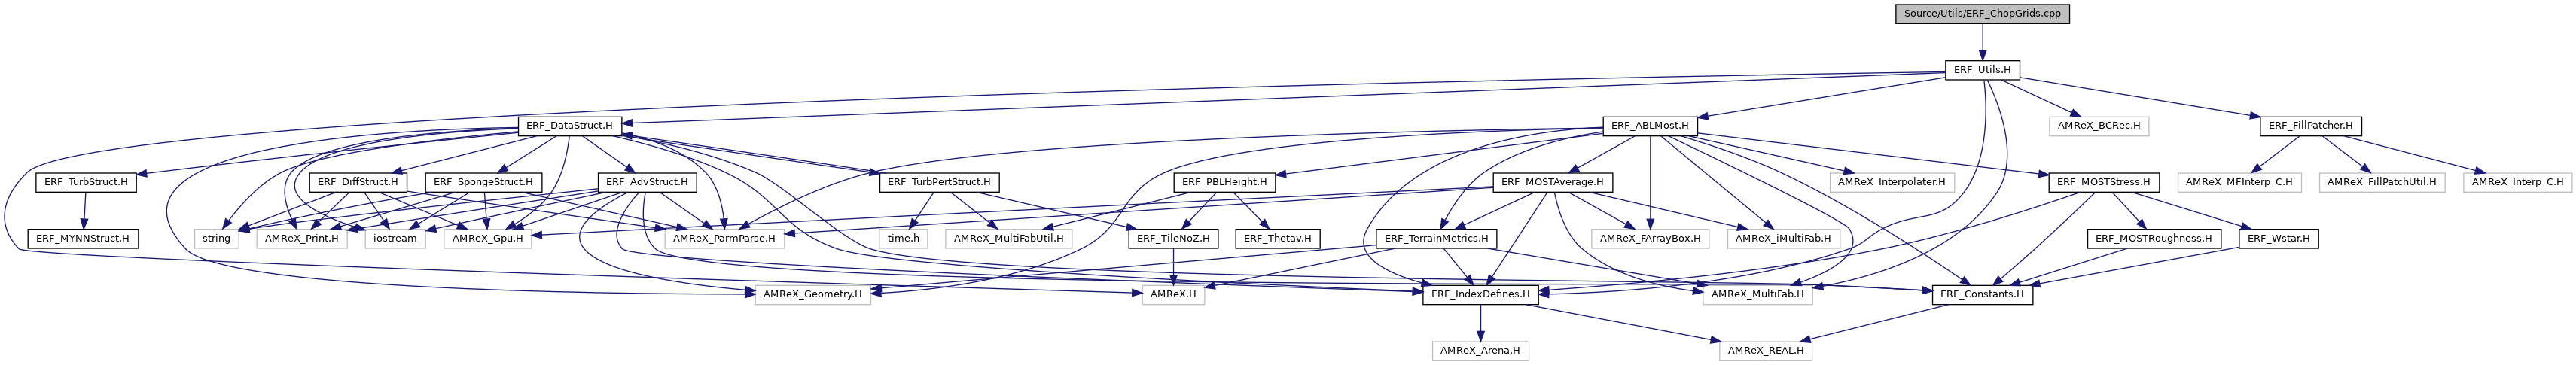 Source/Utils/ERF_ChopGrids.cpp
ERF_Utils.H
ERF_DataStruct.H
ERF_ABLMost.H
AMReX_BCRec.H
ERF_FillPatcher.H
ERF_TurbStruct.H
ERF_DiffStruct.H
ERF_SpongeStruct.H
ERF_AdvStruct.H
ERF_TurbPertStruct.H
ERF_PBLHeight.H
ERF_MOSTAverage.H
AMReX_Interpolater.H
ERF_MOSTStress.H
AMReX_MFInterp_C.H
AMReX_FillPatchUtil.H
AMReX_Interp_C.H
ERF_MYNNStruct.H
string
AMReX_Print.H
iostream
AMReX_Gpu.H
AMReX_ParmParse.H
time.h
AMReX_MultiFabUtil.H
ERF_TileNoZ.H
ERF_Thetav.H
ERF_TerrainMetrics.H
AMReX_FArrayBox.H
AMReX_iMultiFab.H
ERF_MOSTRoughness.H
ERF_Wstar.H
AMReX_Geometry.H
AMReX.H
ERF_IndexDefines.H
AMReX_MultiFab.H
ERF_Constants.H
AMReX_Arena.H
AMReX_REAL.H